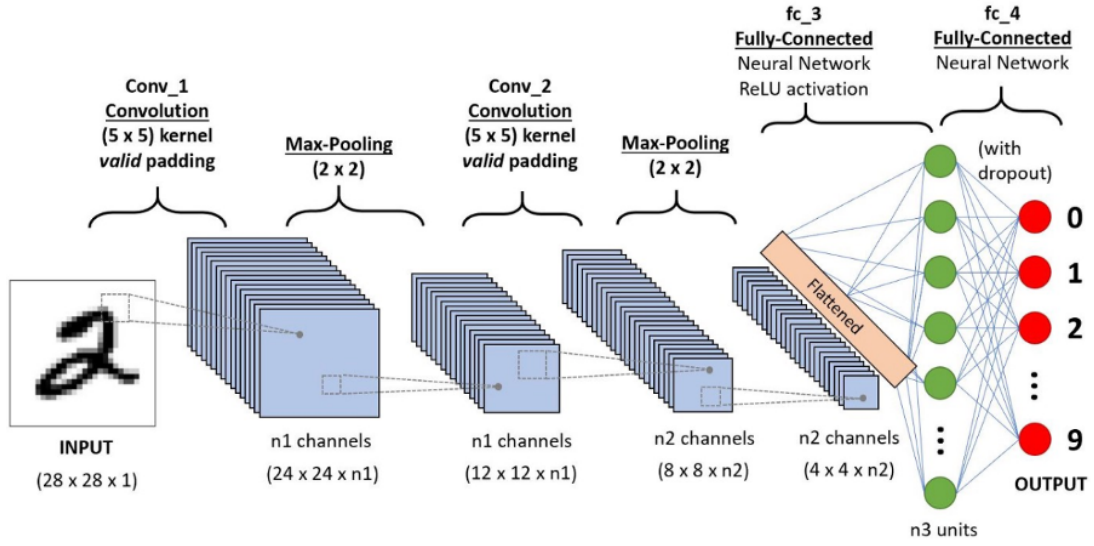 fc_3
Fully-Connected
Neural Network
ReLU activation
fc_4
Fully-Connected
Neural Network
Conv_1
Convolution
(5 x 5) kernel
valid padding
Max-Pooling
(2 x 2)
Conv_2
Convolution
(5 x 5) kernel
valid padding
Max-Pooling
(2 x 2)
(with
dropout)
Flattened
0
1
2
9
INPUT
(28 x 28 x 1)
n1 channels
(24 x 24 x n1)
n1 channels
(12 x 12 x n1)
n2 channels
(8 x 8 x n2)
n2 channels
(4 x 4 x n2)
OUTPUT
n3 units
2